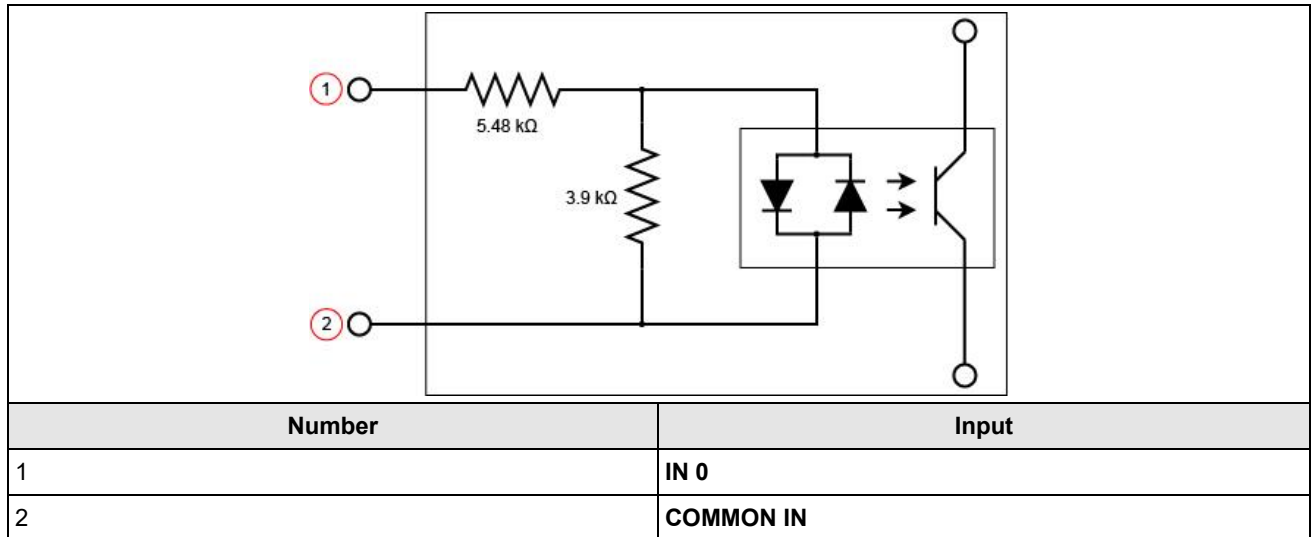 1
5.48 kΩ
3.9 kΩ
2
Number Input
1 IN 0
2 COMMON IN